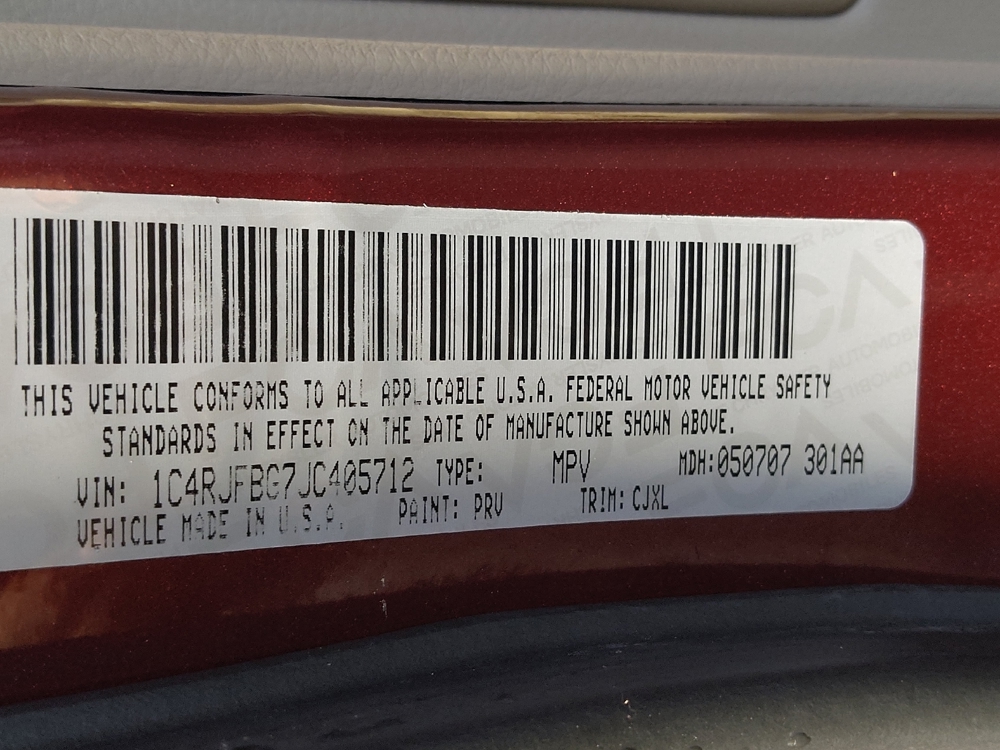 THIS VEHICLE CONFORMS TO ALL APPLICABLE U.S.A. FEDERAL MOTOR VEHICLE SAFETY
STANDARDS IN EFFECT ON THE DATE OF MANUFACTURE SHOWN ABOVE.
VIN: 1C4RJFBG7JC405712 TYPE: MPV MDH:050707 301AA
VEHICLE MADE IN U.S.A. PAINT: PRV TRIM: CJXL